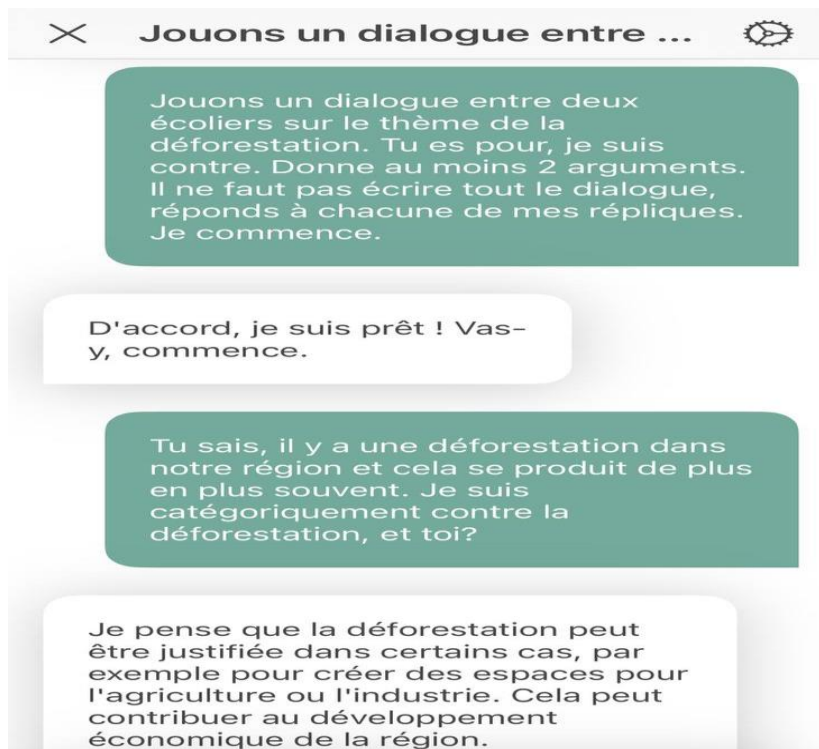 Jouons un dialogue entre ...
Jouons un dialogue entre deux
écoliers sur le thème de la
déforestation. Tu es pour, je suis
contre. Donne au moins 2 arguments.
Il ne faut pas écrire tout le dialogue,
réponds à chacune de mes répliques.
Je commence.
D'accord, je suis prêt ! Vas-
y, commence.
Tu sais, il y a une déforestation dans
notre région et cela se produit de plus
en plus souvent. Je suis
catégoriquement contre la
déforestation, et toi?
Je pense que la déforestation peut
être justifiée dans certains cas, par
exemple pour créer des espaces pour
l'agriculture ou l'industrie. Cela peut
contribuer au développement
économique de la région.